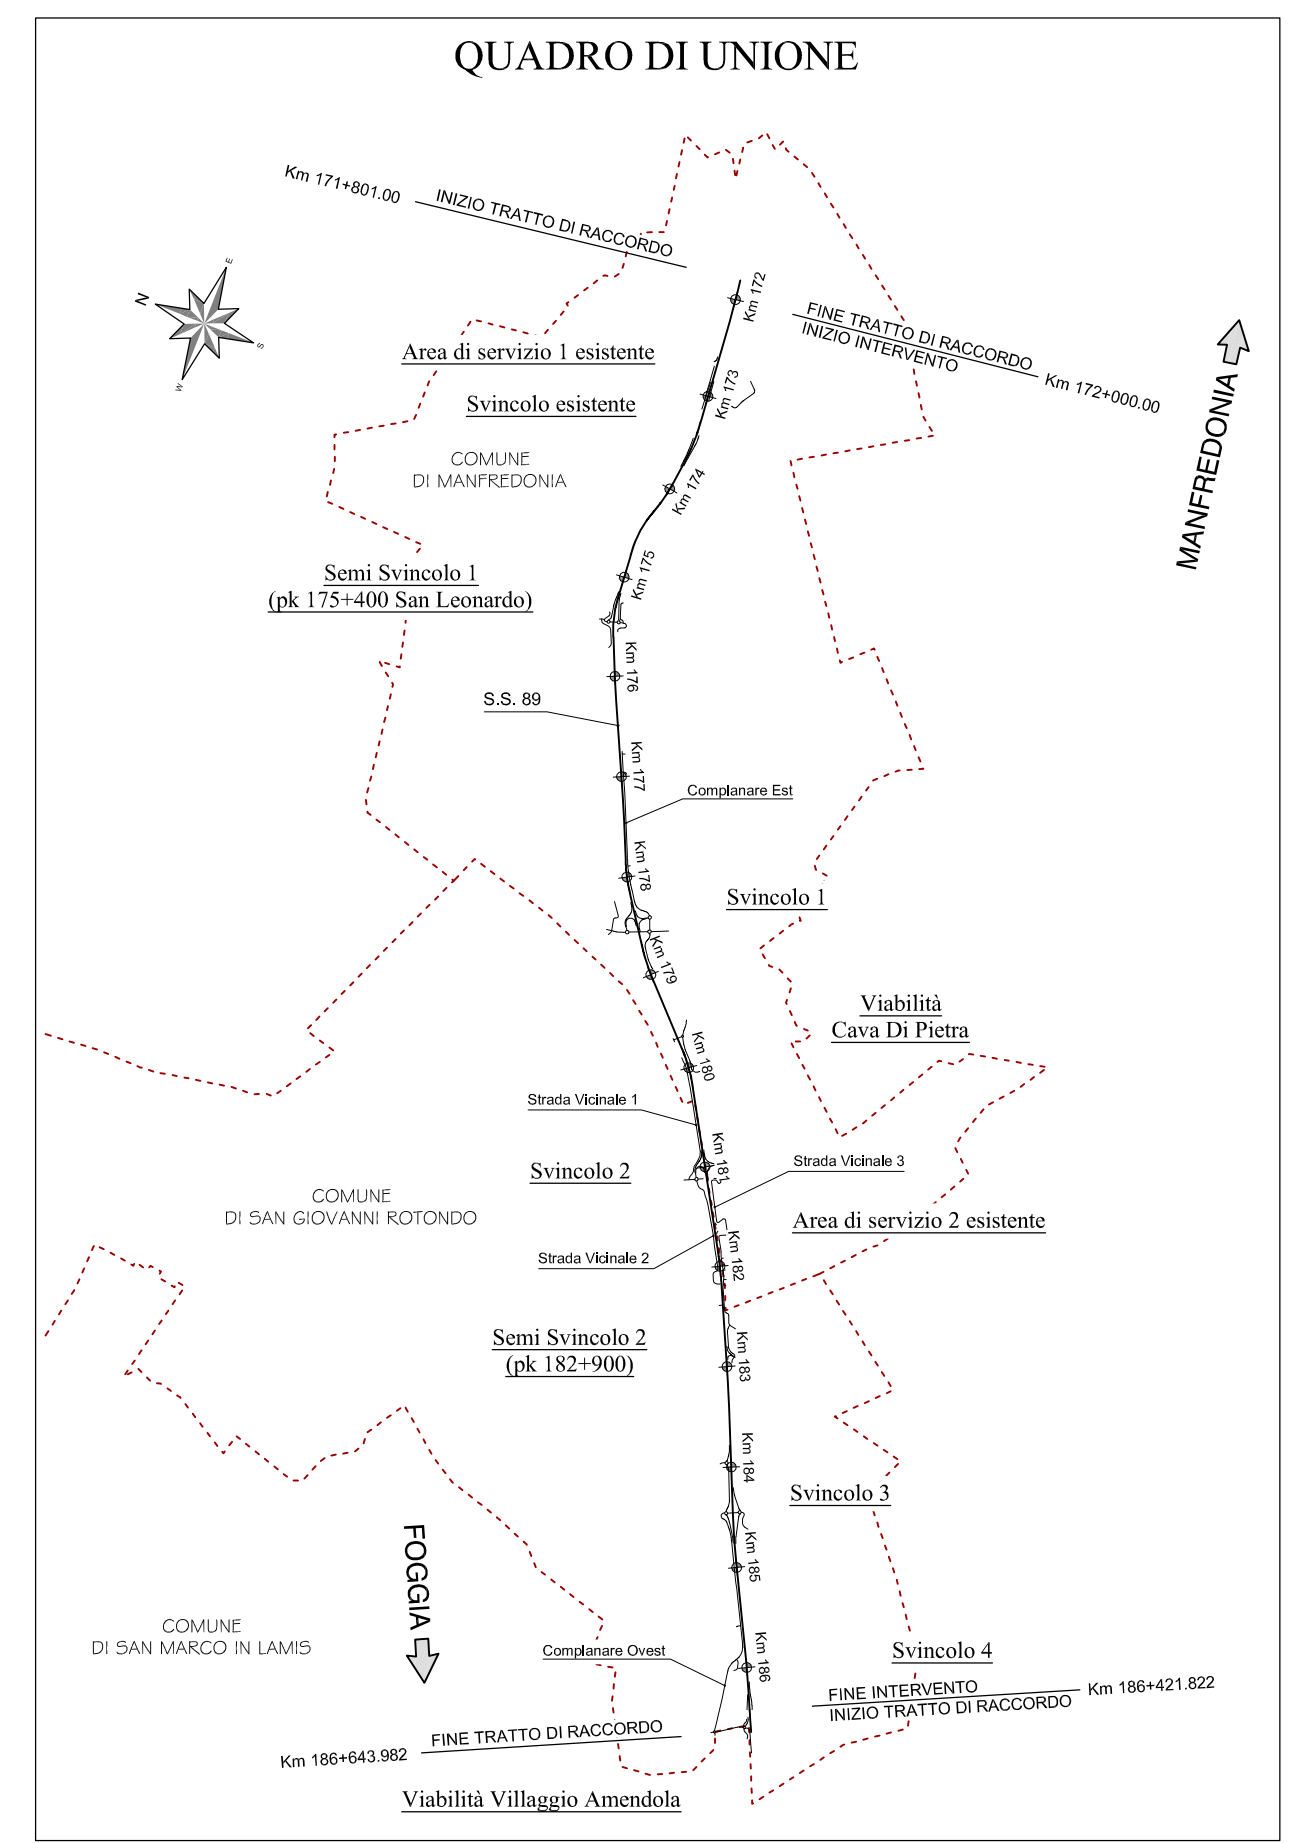 QUADRO DI UNIONE
Km 171+801.00
INIZIO TRATTO DI RACCORDO
E
N
S
W
Km 172
FINE TRATTO DI RACCORDO
INIZIO INTERVENTO
Km 172+000.00
MANFREDONIA
Area di servizio 1 esistente
Km 173
Svincolo esistente
COMUNE
DI MANFREDONIA
Km 174
Km 175
Semi Svincolo 1
(pk 175+400 San Leonardo)
Km 176
S.S. 89
Km 177
Complanare Est
Km 178
Svincolo 1
Km 179
Viabilità
Cava Di Pietra
Km 180
Strada Vicinale 1
Km 181
Strada Vicinale 3
Svincolo 2
COMUNE
DI SAN GIOVANNI ROTONDO
Area di servizio 2 esistente
Strada Vicinale 2
Km 182
Semi Svincolo 2
(pk 182+900)
Km 183
Km 184
Svincolo 3
FOGGIA
Km 185
COMUNE
DI SAN MARCO IN LAMIS
Complanare Ovest
Km 186
Svincolo 4
FINE INTERVENTO
INIZIO TRATTO DI RACCORDO
Km 186+421.822
FINE TRATTO DI RACCORDO
Km 186+643.982
Viabilità Villaggio Amendola